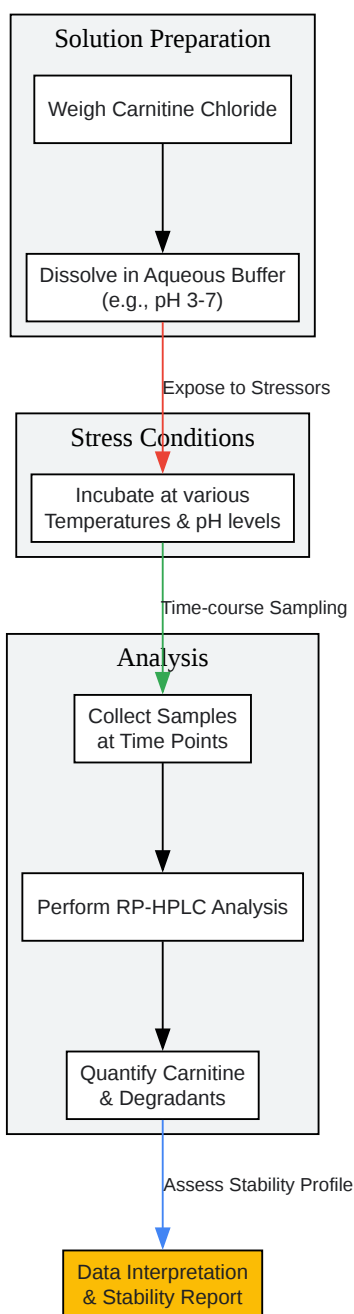 Solution Preparation
Weigh Carnitine Chloride
Dissolve in Aqueous Buffer
(e.g., pH 3-7)
Expose to Stressors
Stress Conditions
Incubate at various
Temperatures & pH levels
Time-course Sampling
Analysis
Collect Samples
at Time Points
Perform RP-HPLC Analysis
Quantify Carnitine
& Degradants
Assess Stability Profile
Data Interpretation
& Stability Report